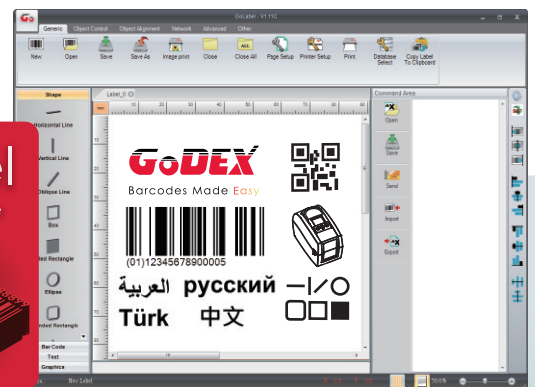 Go
GoLabel - V1.11C
Generic Object Control Object Alignment Network Advanced Other
New Open Save Save As Image print Close Close All Page Setup Printer Setup Print Database Select Copy Label To Clipboard
Shape
Label_0
Command Area
Horizontal Line
Vertical Line
Oblique Line
Box
Ellipse
Bar Code
Text
Graphics
GoDEX
Barcodes Made Easy
(01)12345678900005
العربية русский
Türk 中文
Open
Save
Send
Import
Export
New Label